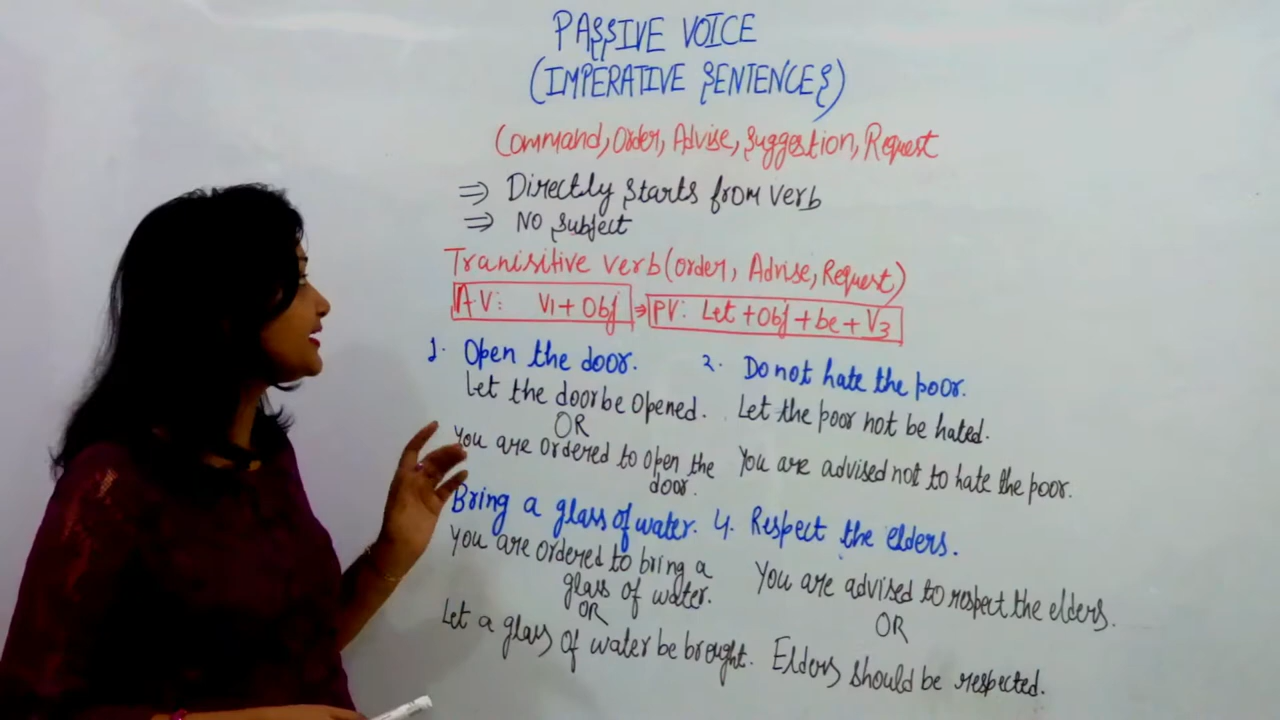 PASSIVE VOICE
(IMPERATIVE SENTENCES)
Command, Order, Advise, Suggestion, Request
⇒ Directly starts from verb
⇒ No subject
Tranisitive verb (order, Advise, Request)
A.V: V1 + Obj ⇒ PV: Let + Obj + be + V3
1. Open the door.
Let the door be opened.
OR
You are ordered to open the
door.
2. Do not hate the poor.
Let the poor not be hated.
You are advised not to hate the poor.
Bring a glass of water.
You are ordered to bring a
glass of water.
OR
Let a glass of water be brought.
4. Respect the elders.
You are advised to respect the elders.
OR
Elders should be respected.